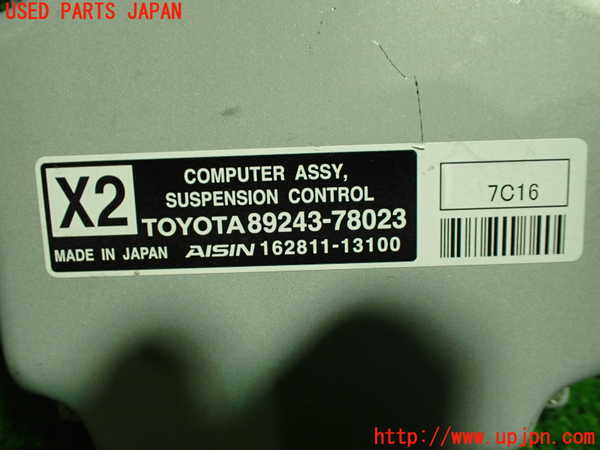 USED PARTS JAPAN
X2
COMPUTER ASSY,
SUSPENSION CONTROL
TOYOTA 89243-78023
MADE IN JAPAN AISIN 162811-13100
7C16
http://www.upjpn.com/